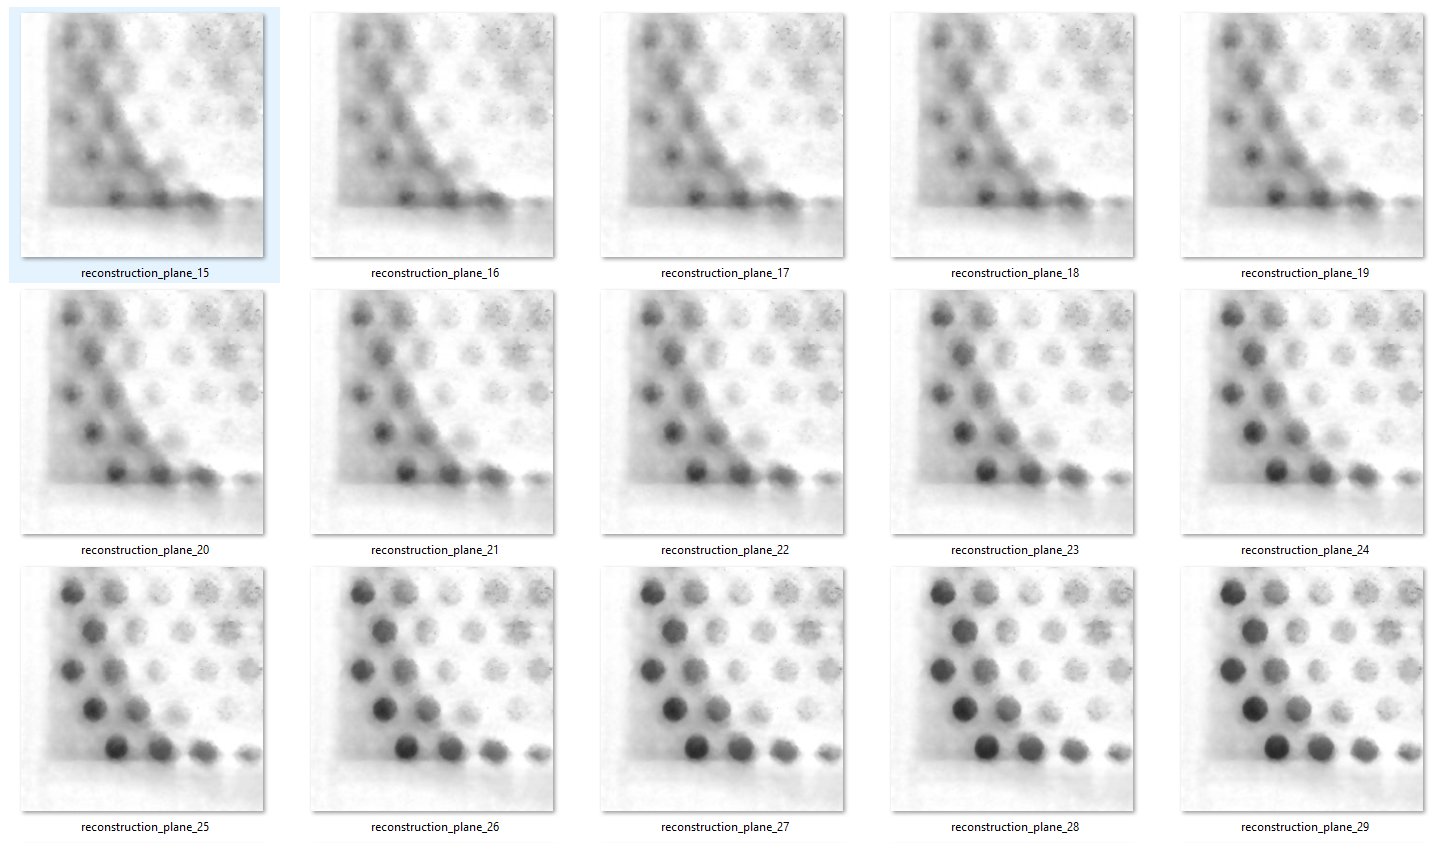 reconstruction_plane_15 reconstruction_plane_16 reconstruction_plane_17 reconstruction_plane_18 reconstruction_plane_19
reconstruction_plane_20 reconstruction_plane_21 reconstruction_plane_22 reconstruction_plane_23 reconstruction_plane_24
reconstruction_plane_25 reconstruction_plane_26 reconstruction_plane_27 reconstruction_plane_28 reconstruction_plane_29